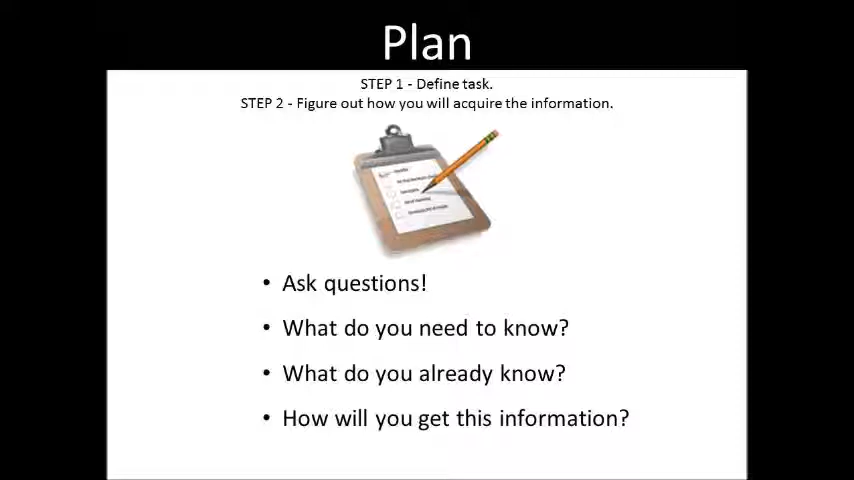 Plan
STEP 1 - Define task.
STEP 2 - Figure out how you will acquire the information.
• Ask questions!
• What do you need to know?
• What do you already know?
• How will you get this information?